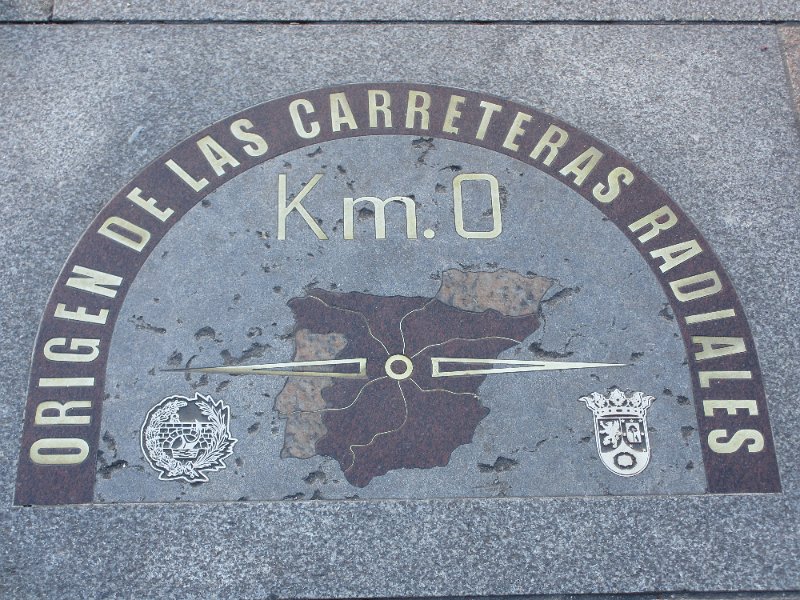 ORIGEN DE LAS CARRETERAS RADIALES
Km.0